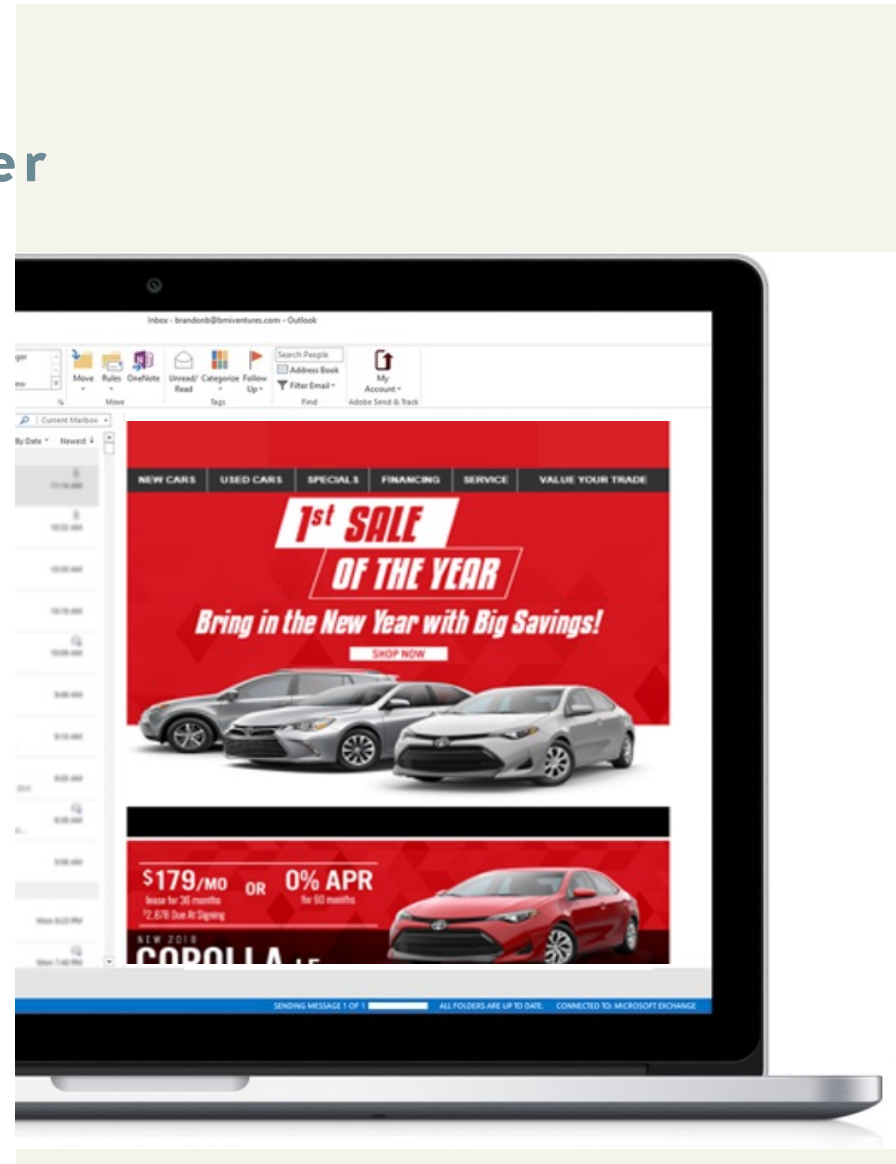 er
Inbox - brandonb@bmiventures.com - Outlook
Search People
Address Book
Filter Email
Move Rules OneNote Unread/ Read Categorize Follow Up My Account
Move Tags Find Adobe Send & Track
Current Mailbox
By Date Newest
NEW CARS USED CARS SPECIALS FINANCING SERVICE VALUE YOUR TRADE
1st SALE
OF THE YEAR
Bring in the New Year with Big Savings!
SHOP NOW
$179/MO OR 0% APR
lease for 36 months for 60 months
$2,878 Due At Signing
NEW 2018
COROLLA LE
SENDING MESSAGE 1 OF 1 ALL FOLDERS ARE UP TO DATE. CONNECTED TO: MICROSOFT EXCHANGE